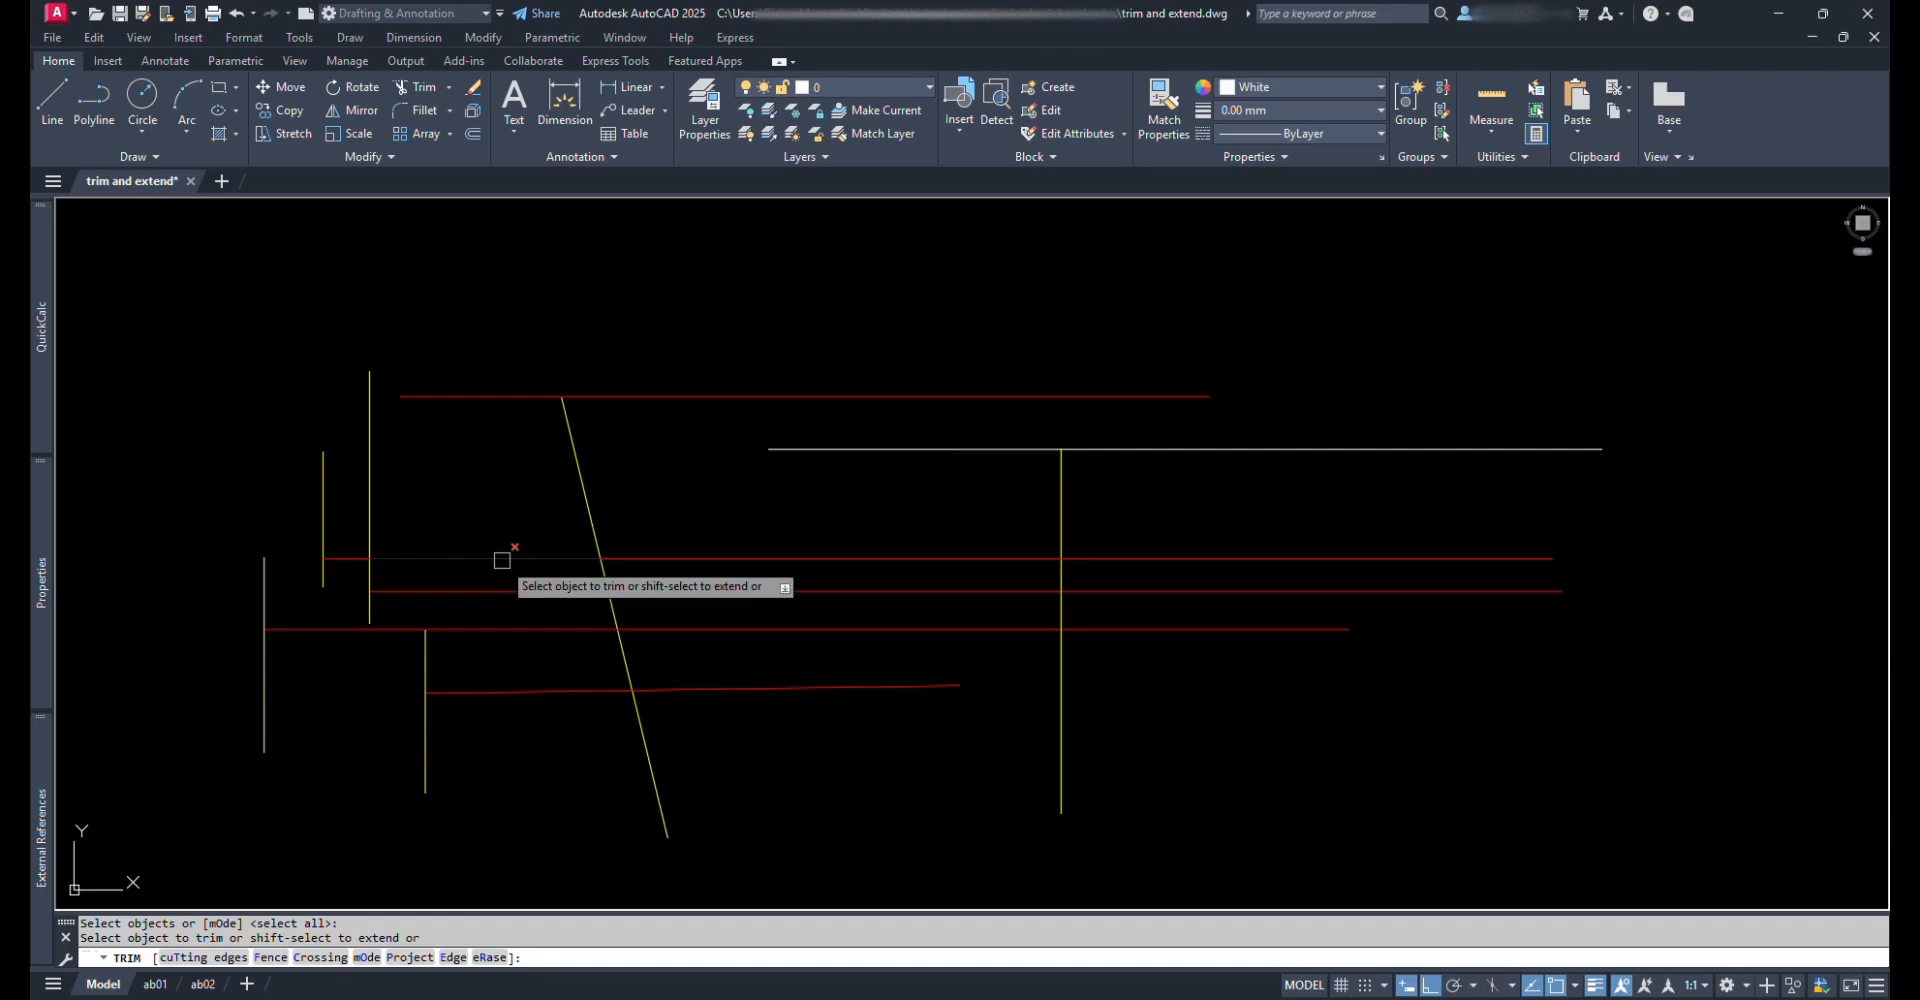 A Drafting & Annotation Share Autodesk AutoCAD 2025 C:\User \trim and extend.dwg Type a keyword or phrase
File Edit View Insert Format Tools Draw Dimension Modify Parametric Window Help Express
Home Insert Annotate Parametric View Manage Output Add-ins Collaborate Express Tools Featured Apps
Line Polyline Circle Arc
Draw
Move Rotate Trim
Copy Mirror Fillet
Stretch Scale Array
Modify
Text Dimension
Linear
Leader
Table
Annotation
Layer Properties
0
Make Current
Match Layer
Layers
Insert Detect
Create
Edit
Edit Attributes
Block
Match Properties
White
0.00 mm
ByLayer
Properties
Group
Groups
Measure
Utilities
Paste
Clipboard
Base
View
trim and extend*
QuickCalc
Properties
External References
N
Select object to trim or shift-select to extend or
Y
X
Select objects or [mOde] <select all>:
Select object to trim or shift-select to extend or
TRIM [cuTting edges Fence Crossing mOde Project Edge eRase]:
Model ab01 ab02
MODEL 1:1